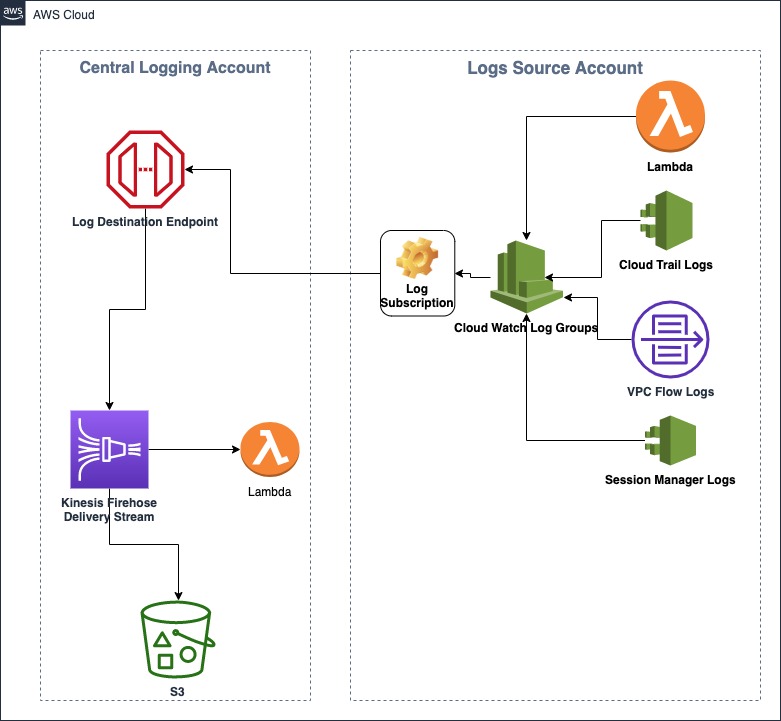 aws
AWS Cloud
Central Logging Account
Logs Source Account
Lambda
Log Destination Endpoint
Cloud Trail Logs
Log
Subscription
Cloud Watch Log Groups
VPC Flow Logs
Kinesis Firehose
Delivery Stream
Lambda
Session Manager Logs
S3